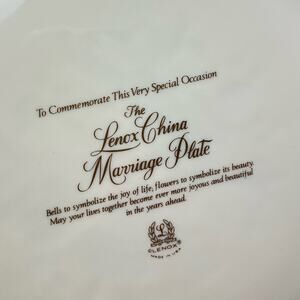 To Commemorate This Very Special Occasion
The
Lenox China
Marriage Plate
Bells to symbolize the joy of life, flowers to symbolize its beauty.
May your lives together become ever more joyous and beautiful
in the years ahead.
L
©LENOX®
MADE IN U.S.A.